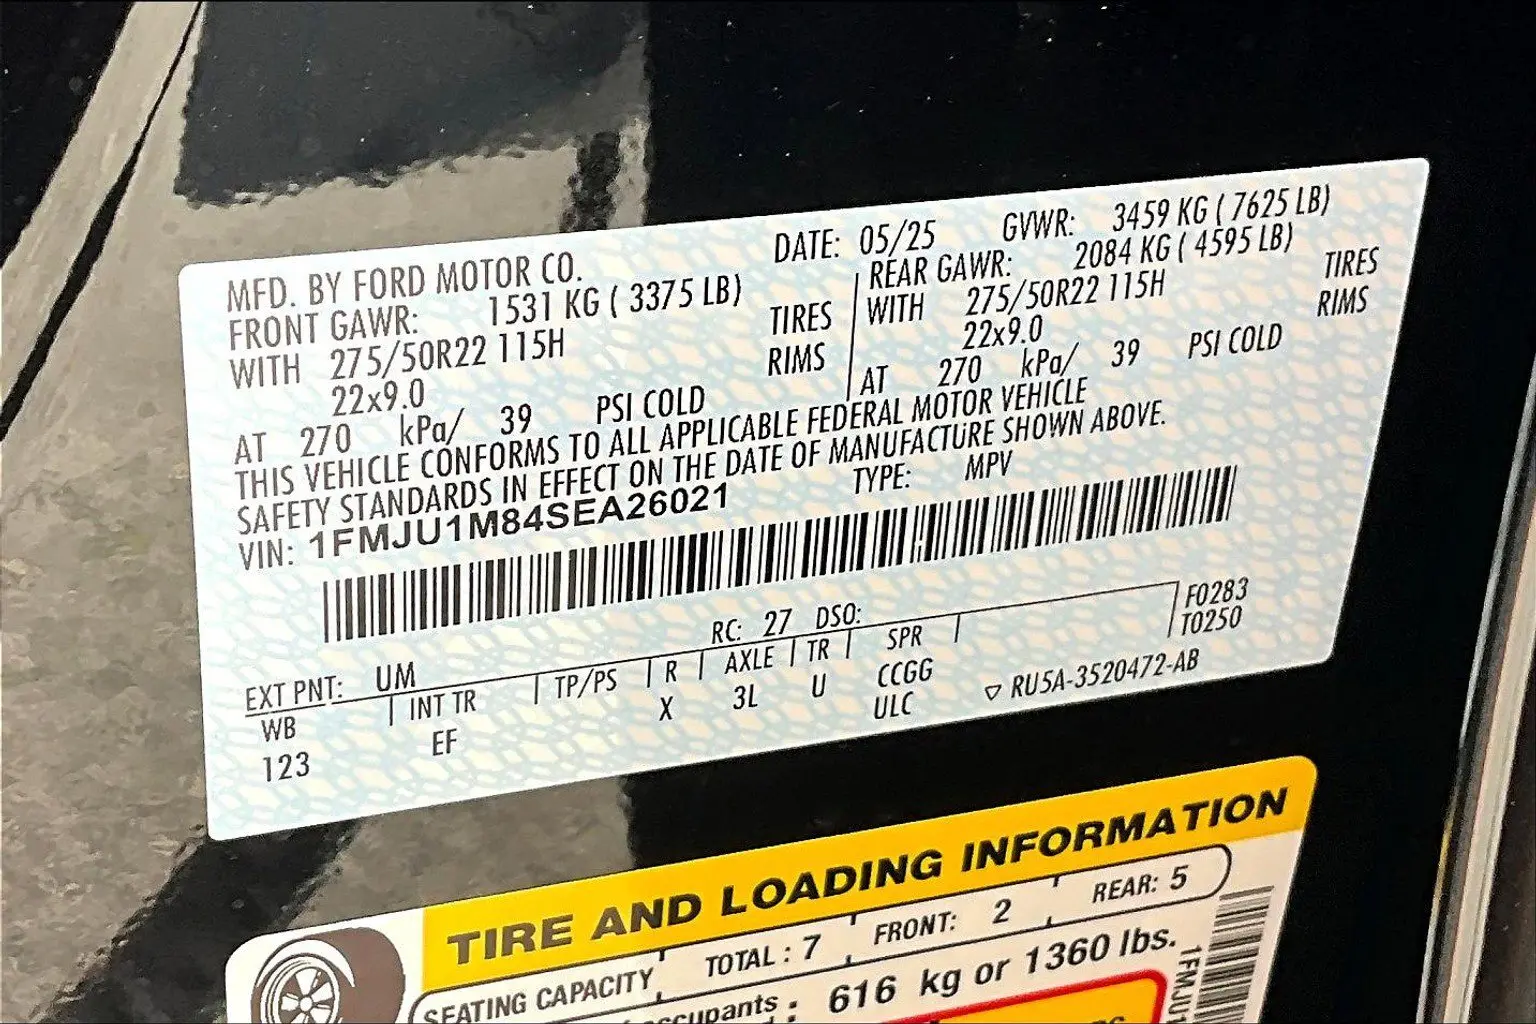 MFD. BY FORD MOTOR CO.
DATE: 05/25 GVWR: 3459 KG ( 7625 LB)
FRONT GAWR: 1531 KG ( 3375 LB)
WITH 275/50R22 115H TIRES
22x9.0 RIMS
AT 270 kPa/ 39 PSI COLD
REAR GAWR: 2084 KG ( 4595 LB)
WITH 275/50R22 115H TIRES
22x9.0 RIMS
AT 270 kPa/ 39 PSI COLD
THIS VEHICLE CONFORMS TO ALL APPLICABLE FEDERAL MOTOR VEHICLE
SAFETY STANDARDS IN EFFECT ON THE DATE OF MANUFACTURE SHOWN ABOVE.
VIN: 1FMJU1M84SEA26021 TYPE: MPV
EXT PNT: UM RC: 27 DSO:
WB INT TR TP/PS R AXLE TR SPR
123 EF X 3L U CCGG
ULC
F0283
T0250
RU5A-3520472-AB
TIRE AND LOADING INFORMATION
SEATING CAPACITY TOTAL : 7 FRONT: 2 REAR: 5
616 kg or 1360 lbs.
1FMJU1